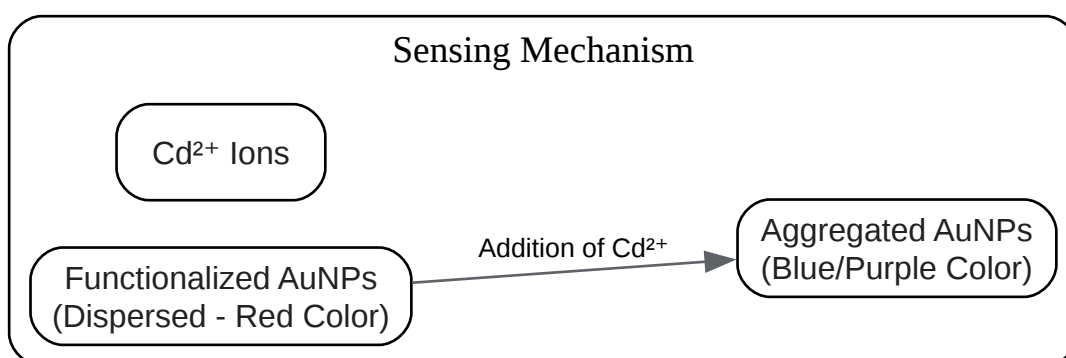 Sensing Mechanism
Cd²⁺ Ions
Functionalized AuNPs
(Dispersed - Red Color)
Addition of Cd²⁺
Aggregated AuNPs
(Blue/Purple Color)